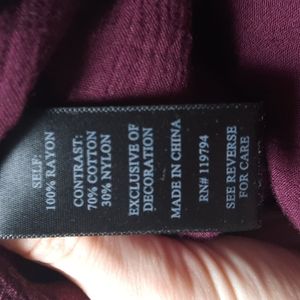 SELF:
100% RAYON
CONTRAST:
70% COTTON
30% NYLON
EXCLUSIVE OF
DECORATION
MADE IN CHINA
RN# 119794
SEE REVERSE
FOR CARE